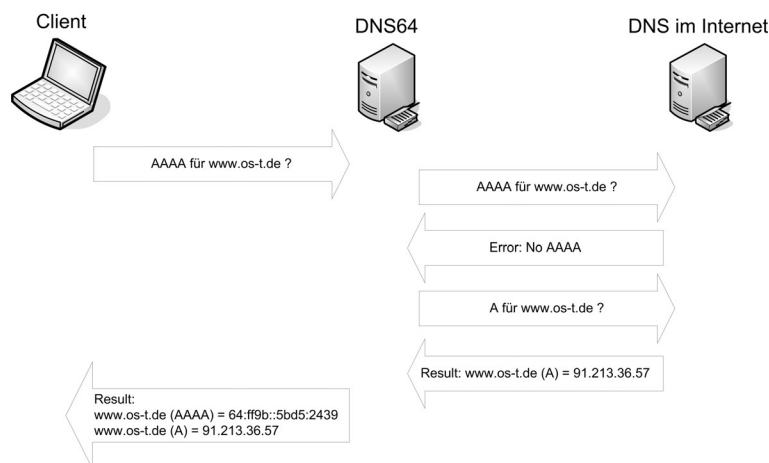 Client
DNS64
DNS im Internet
AAAA für www.os-t.de ?
AAAA für www.os-t.de ?
Error: No AAAA
A für www.os-t.de ?
Result: www.os-t.de (A) = 91.213.36.57
Result:
www.os-t.de (AAAA) = 64:ff9b::5bd5:2439
www.os-t.de (A) = 91.213.36.57